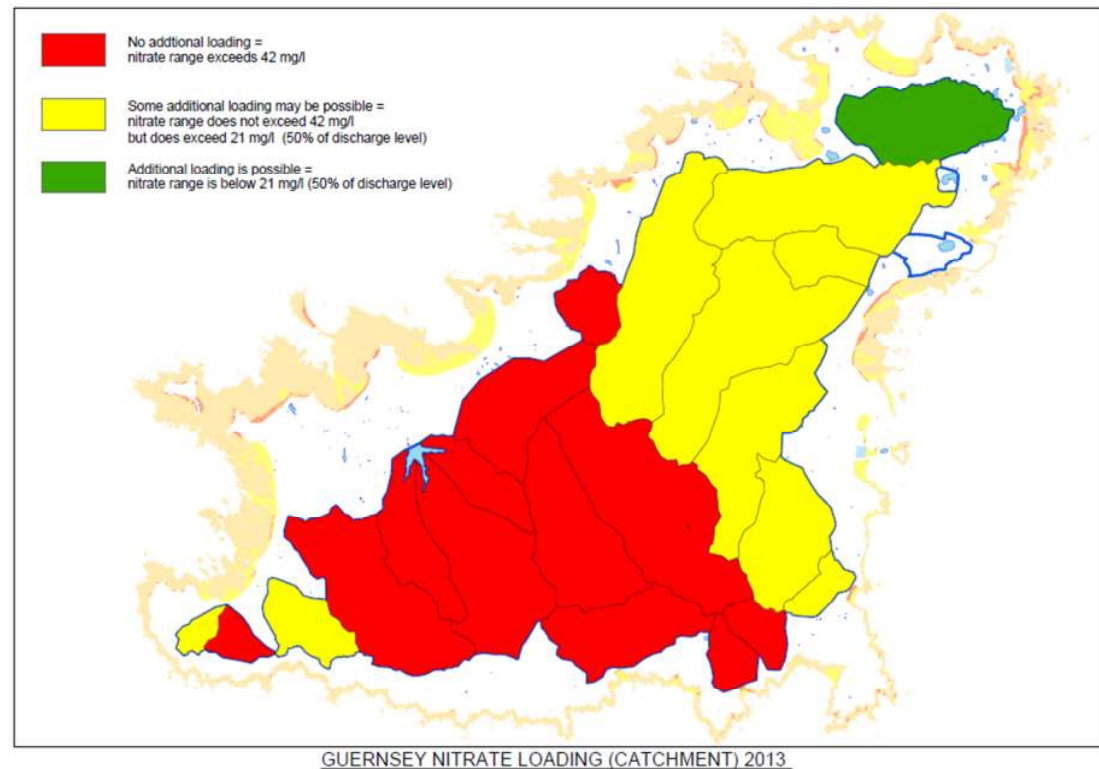 No addtional loading =
nitrate range exceeds 42 mg/l
Some additional loading may be possible =
nitrate range does not exceed 42 mg/l
but does exceed 21 mg/l (50% of discharge level)
Additional loading is possible =
nitrate range is below 21 mg/l (50% of discharge level)
GUERNSEY NITRATE LOADING (CATCHMENT) 2013